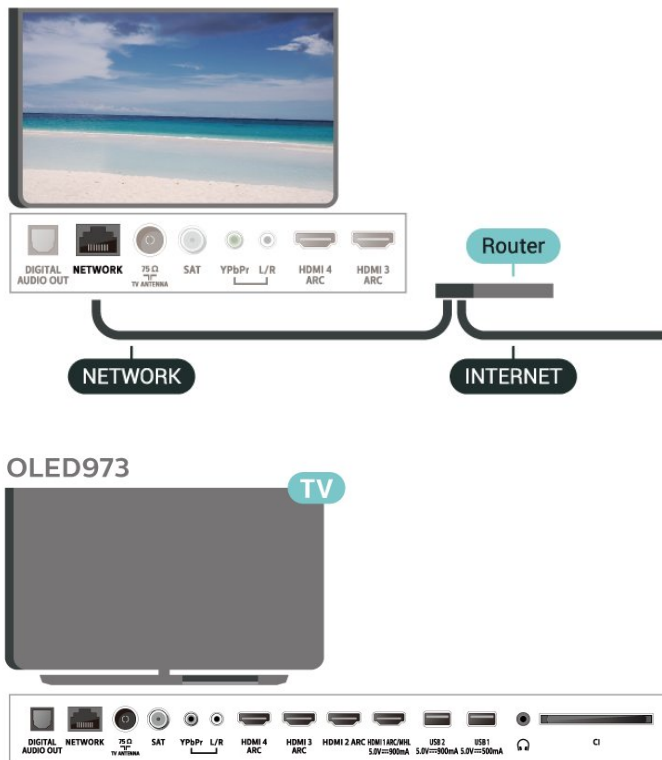 DIGITAL
AUDIO OUT
NETWORK
75 Ω
TV ANTENNA
SAT
YPbPr
L/R
HDMI 4
ARC
HDMI 3
ARC
Router
NETWORK
INTERNET
OLED973
TV
DIGITAL
AUDIO OUT
NETWORK
75 Ω
TV ANTENNA
SAT
YPbPr
L/R
HDMI 4
ARC
HDMI 3
ARC
HDMI 2 ARC
HDMI 1 ARC/MHL
5.0V⎓900mA
USB 2
5.0V⎓900mA
USB 1
5.0V⎓500mA
CI